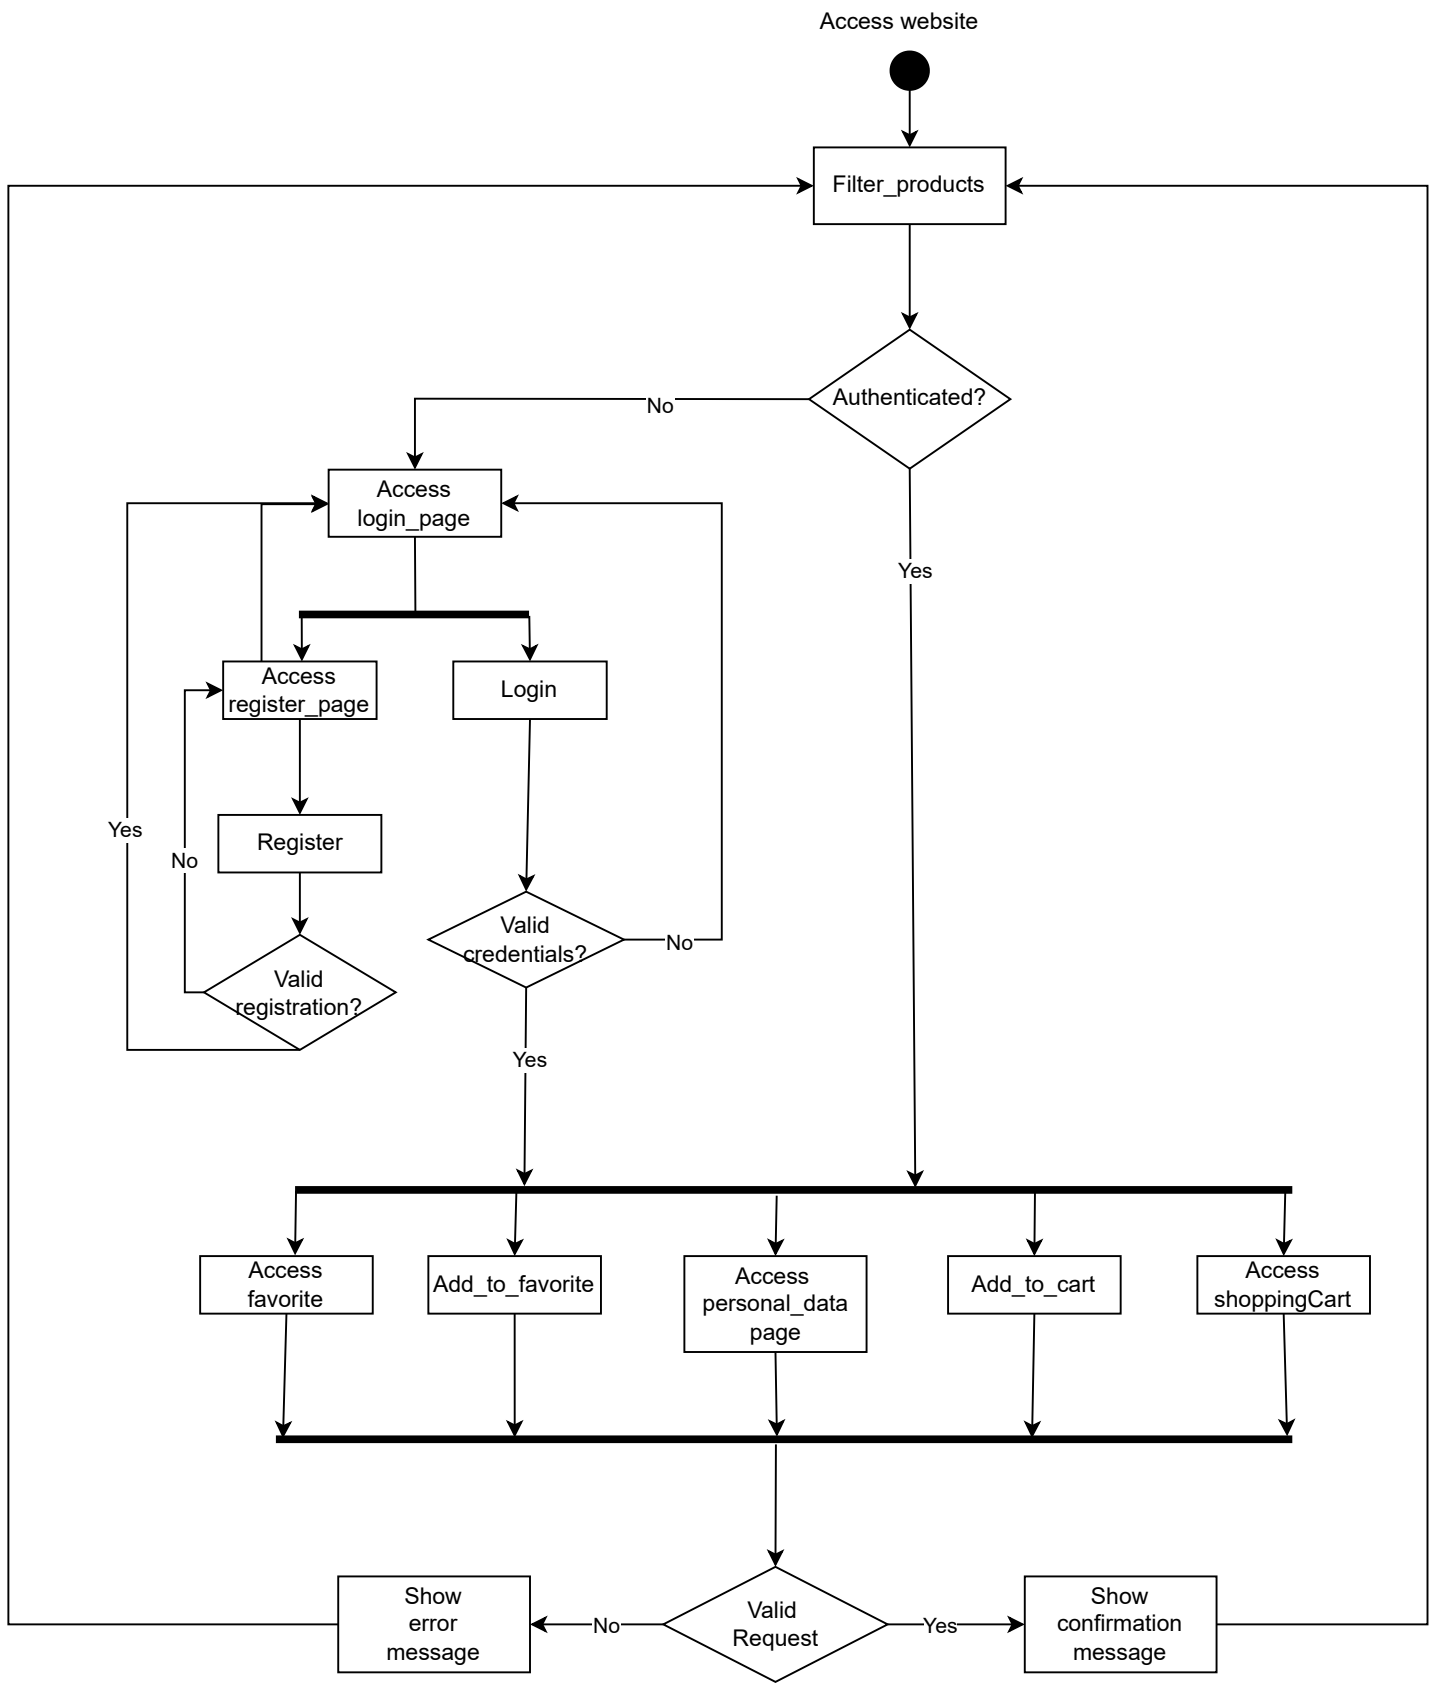 Access website
Filter_products
Authenticated?
No
Access
login_page
Yes
Access
register_page
Login
Register
Yes
No
Valid
credentials?
No
Valid
registration?
Yes
Access
favorite
Add_to_favorite
Access
personal_data
page
Add_to_cart
Access
shoppingCart
Show
error
message
No
Valid
Request
Yes
Show
confirmation
message